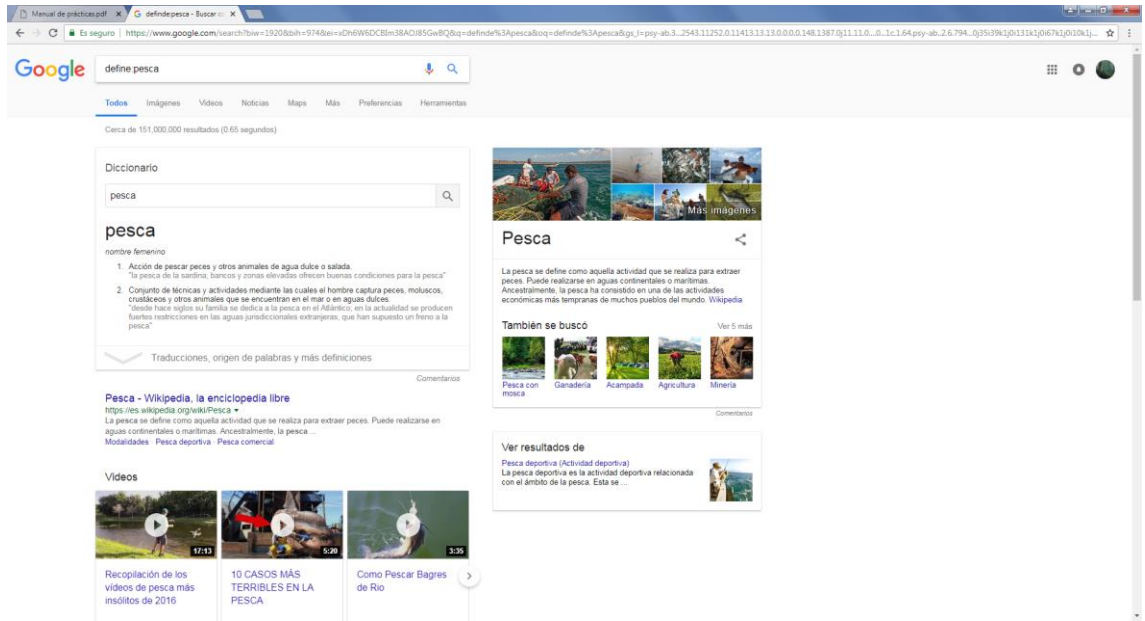 Manual de prácticas.pdf
define:pesca - Buscar co
Es seguro
https://www.google.com/search?biw=1920&bih=974&ei=
Google
define:pesca
Todos Imágenes Videos Noticias Maps Más Preferencias Herramientas
Cerca de 151,000,000 resultados (0.65 segundos)
Diccionario
pesca
pesca
nombre femenino
1. Acción de pescar peces y otros animales de agua dulce o salada.
"la pesca de la sardina; bancos y zonas elevadas ofrecen buenas condiciones para la pesca"
2. Conjunto de técnicas y actividades mediante las cuales el hombre captura peces, moluscos,
crustáceos y otros animales que se encuentran en el mar o en aguas dulces.
"desde hace siglos su familia se dedica a la pesca en el Atlántico; en la actualidad se producen
fuertes restricciones en las aguas jurisdiccionales extranjeras, que han supuesto un freno a la
pesca"
Traducciones, origen de palabras y más definiciones
Comentarios
Pesca - Wikipedia, la enciclopedia libre
https://es.wikipedia.org/wiki/Pesca
La pesca se define como aquella actividad que se realiza para extraer peces. Puede realizarse en
aguas continentales o marítimas. Ancestralmente, la pesca ...
Modalidades · Pesca deportiva · Pesca comercial
Videos
17:13
5:20
3:35
Recopilación de los
vídeos de pesca más
insólitos de 2016
10 CASOS MÁS
TERRIBLES EN LA
PESCA
Como Pescar Bagres
de Rio
Más imágenes
Pesca
La pesca se define como aquella actividad que se realiza para extraer
peces. Puede realizarse en aguas continentales o marítimas.
Ancestralmente, la pesca ha consistido en una de las actividades
económicas más tempranas de muchos pueblos del mundo. Wikipedia
También se buscó
Ver 5 más
Pesca con
mosca
Ganadería
Acampada
Agricultura
Minería
Comentarios
Ver resultados de
Pesca deportiva (Actividad deportiva)
La pesca deportiva es la actividad deportiva relacionada
con el ámbito de la pesca. Esta se ...